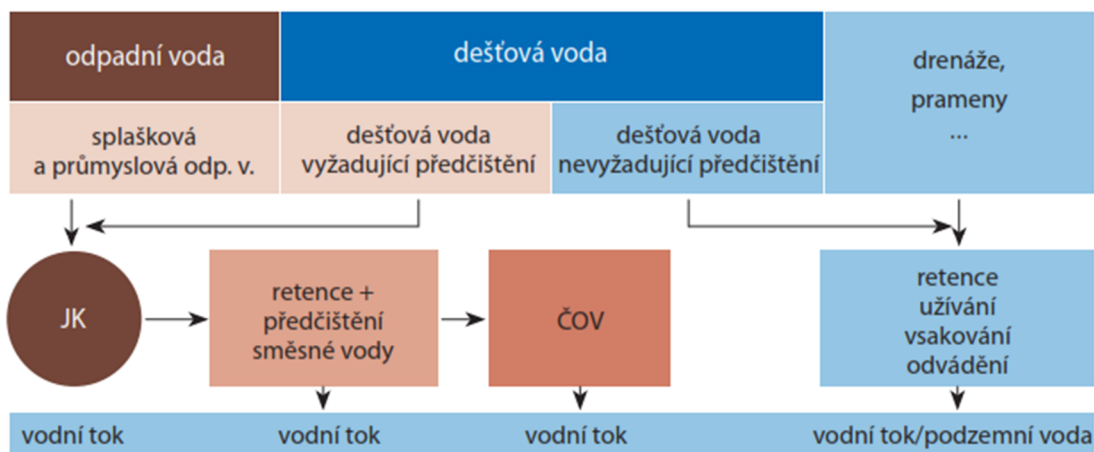 odpadní voda
dešťová voda
drenáže,
prameny
...
splašková
a průmyslová odp. v.
dešťová voda
vyžadující předčištění
dešťová voda
nevyžadující předčištění
JK
retence +
předčištění
směsné vody
ČOV
retence
užívání
vsakování
odvádění
vodní tok
vodní tok
vodní tok
vodní tok/podzemní voda